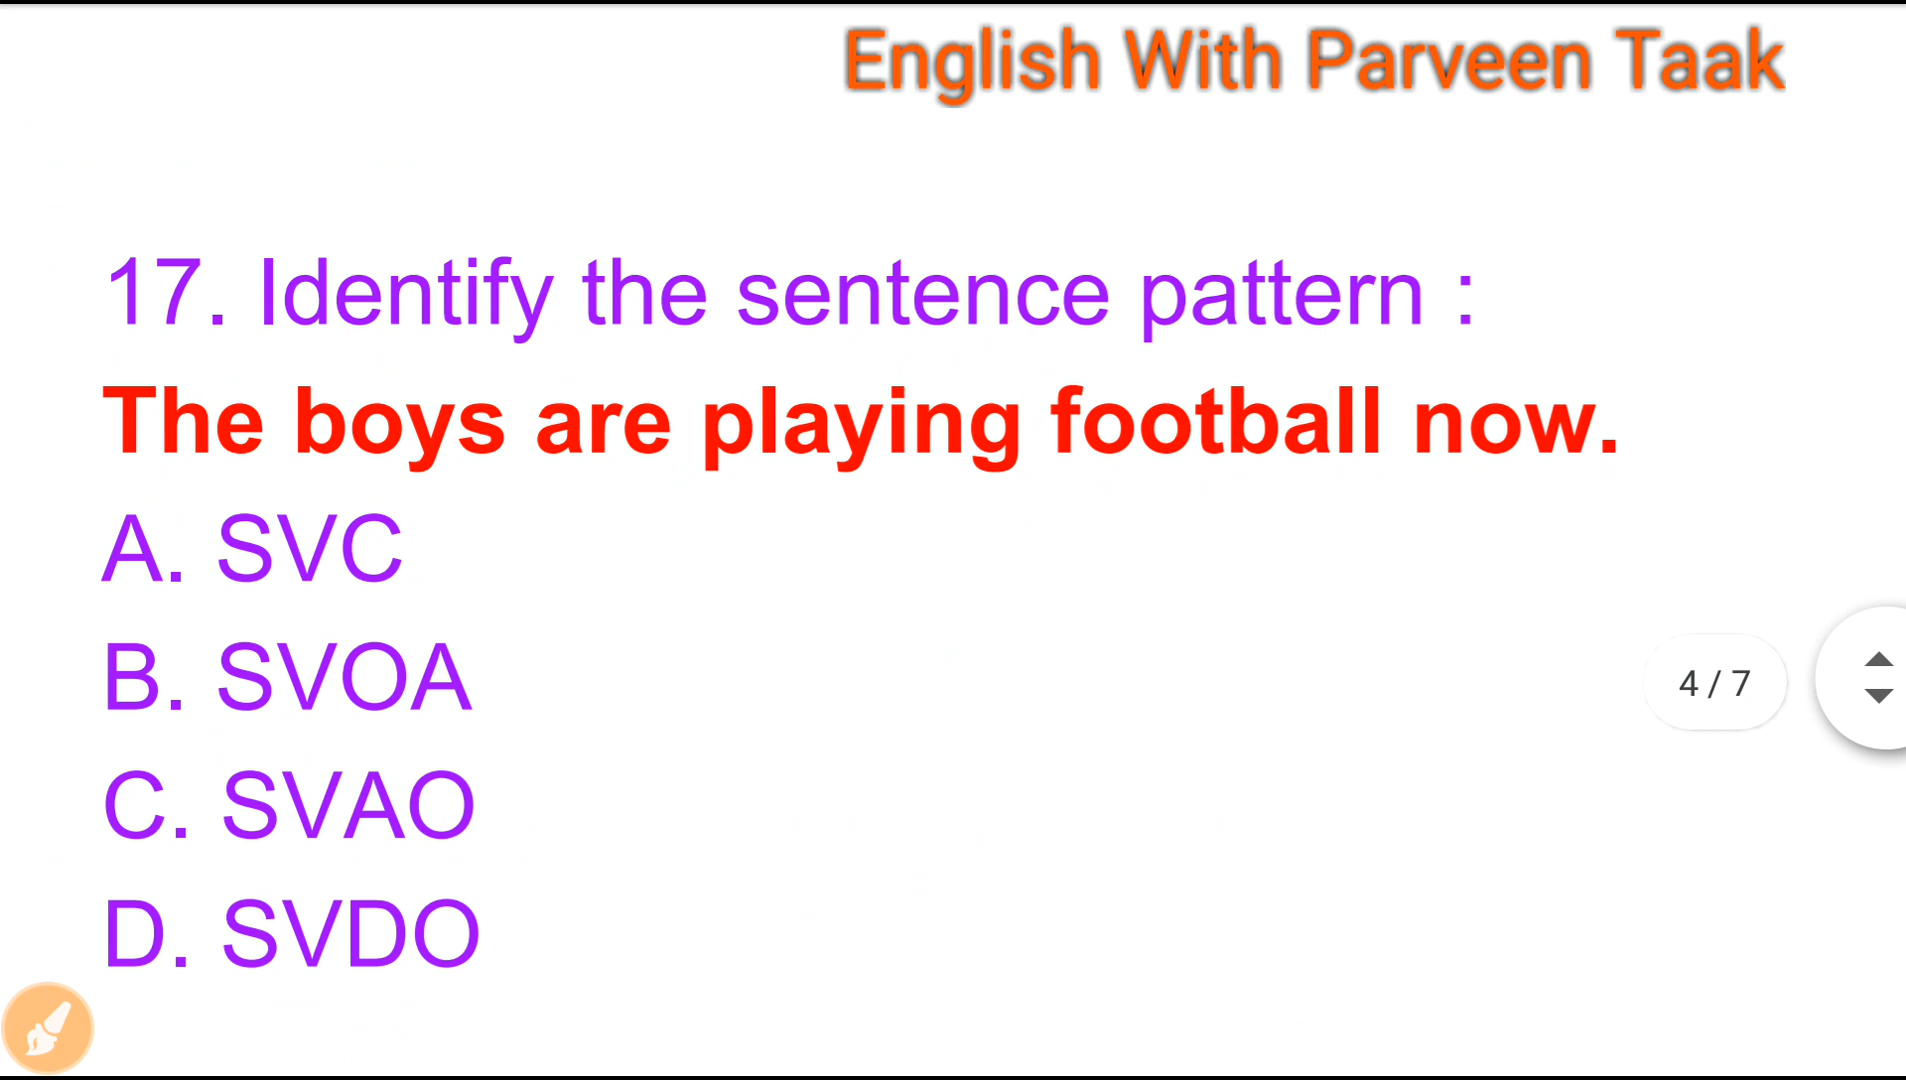 English With Parveen Taak
17. Identify the sentence pattern :
The boys are playing football now.
A. SVC
B. SVOA
4 / 7
C. SVAO
D. SVDO